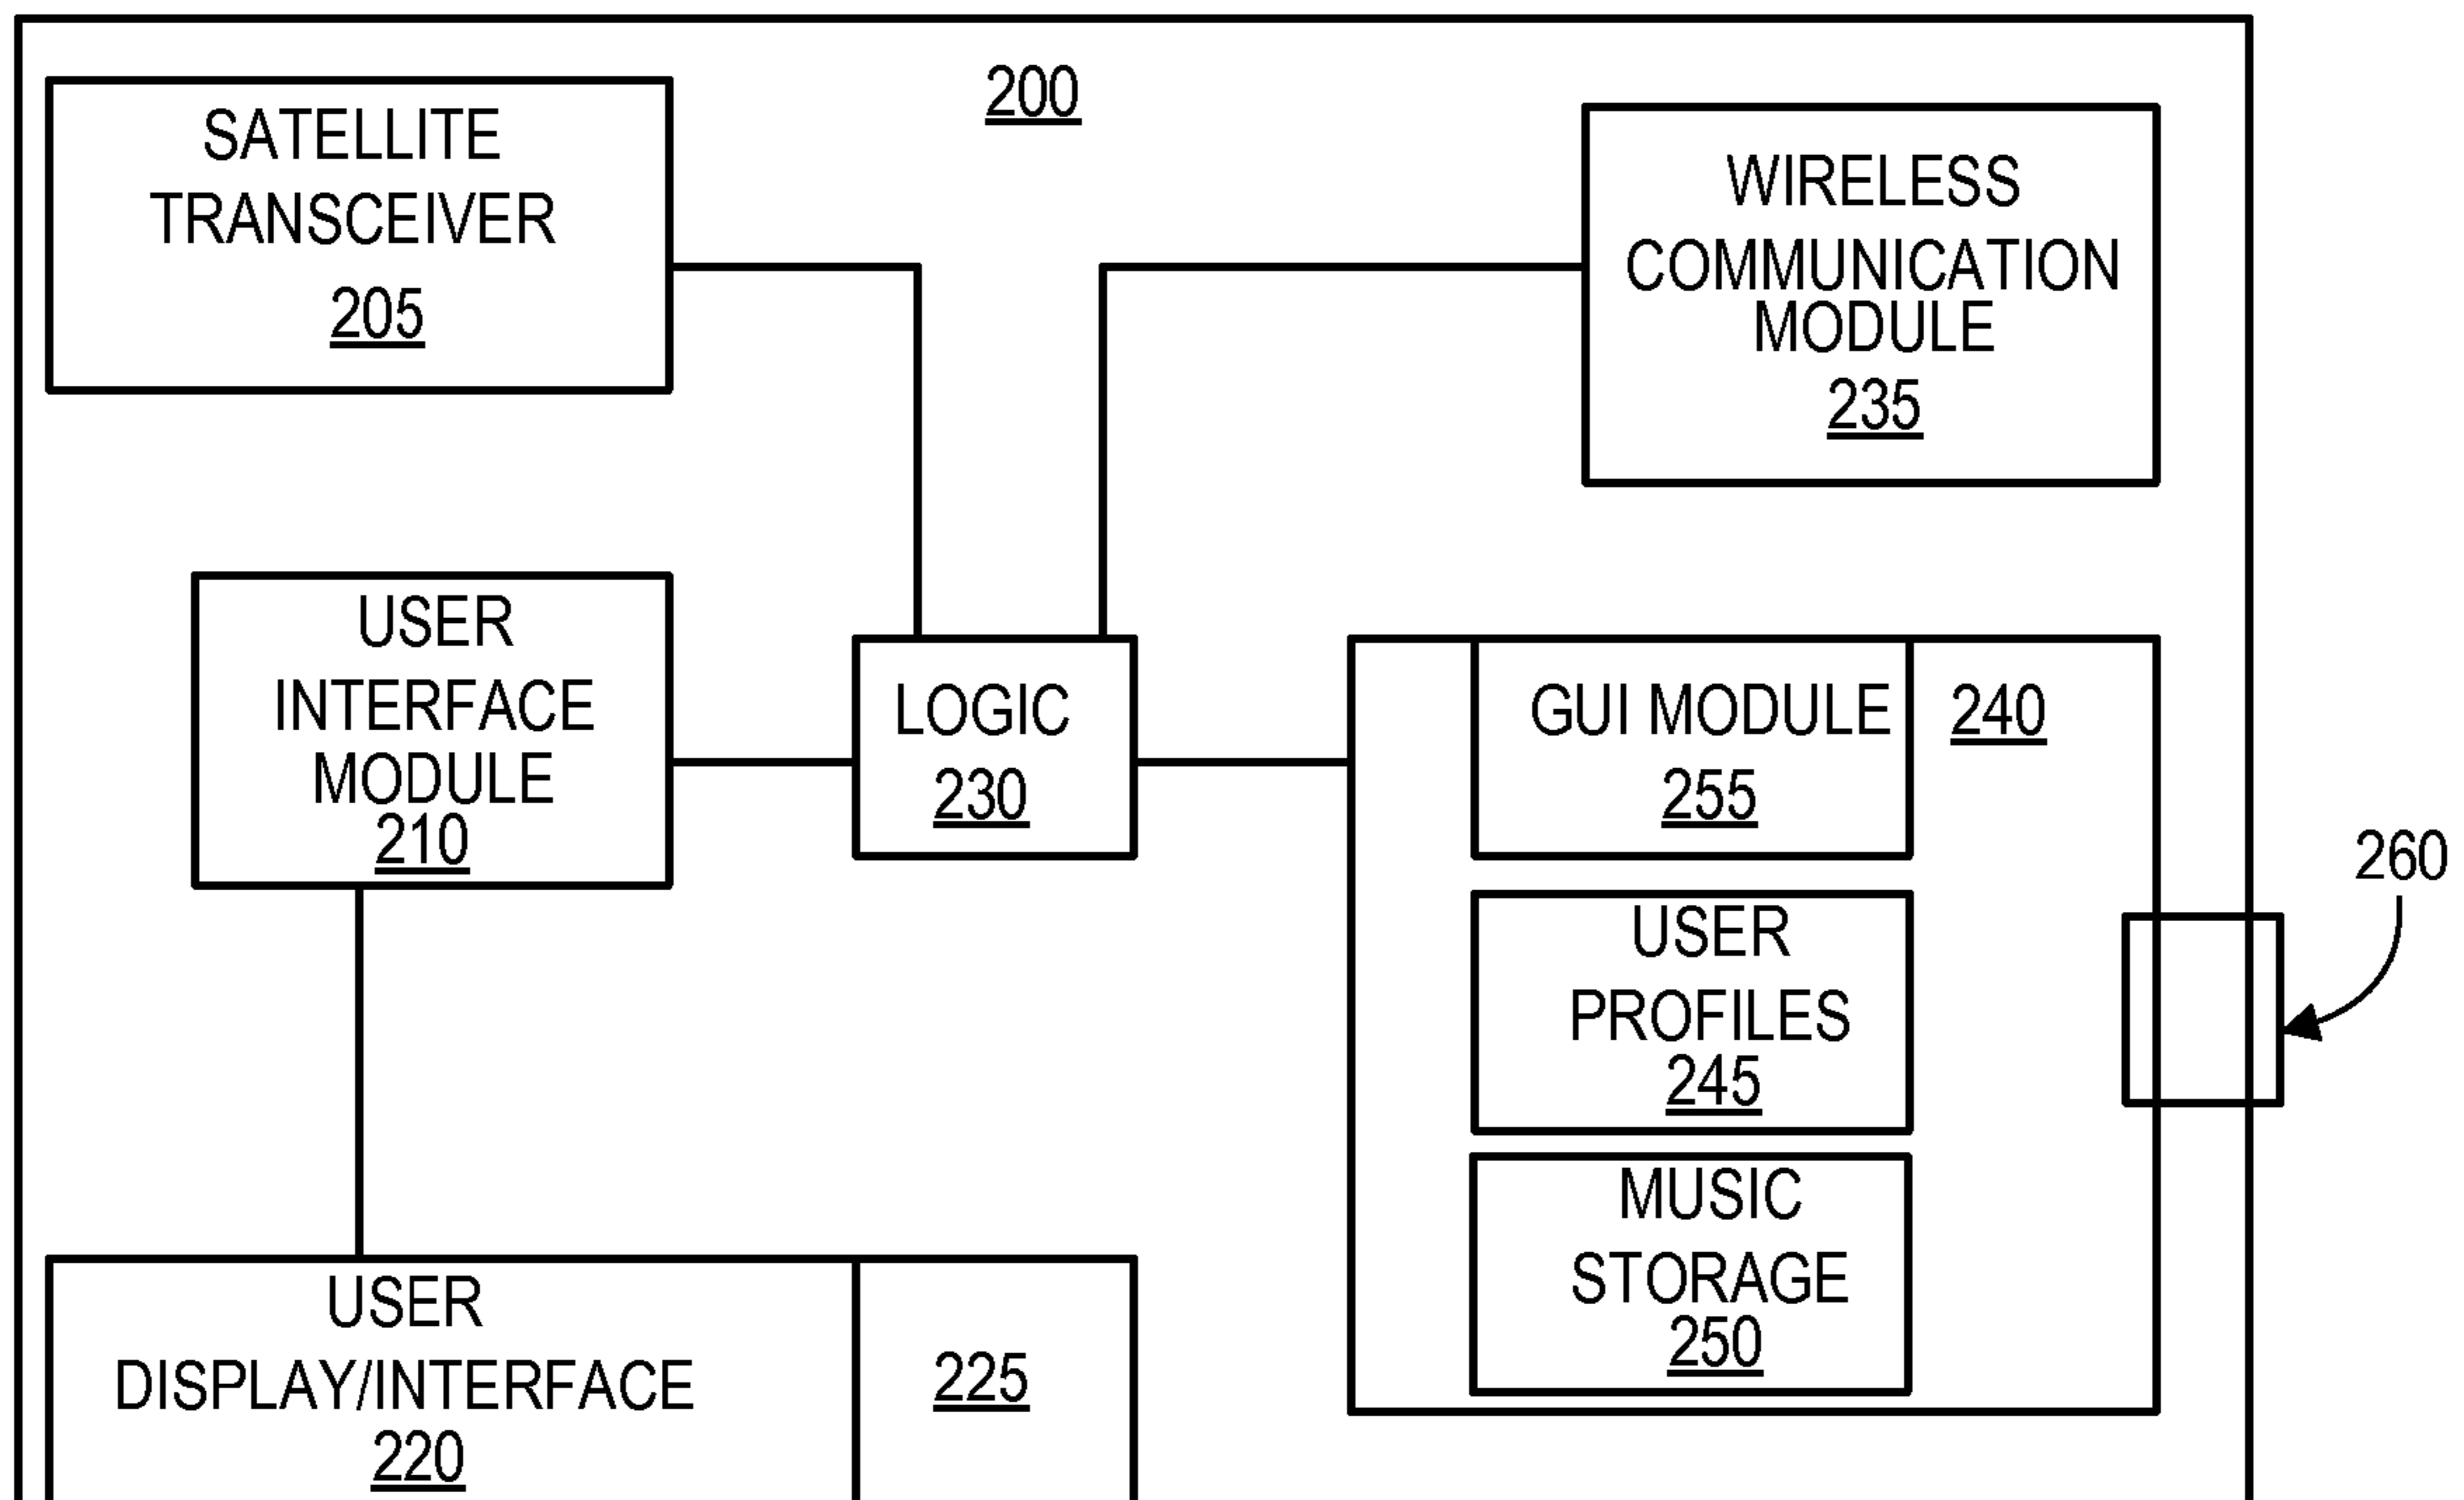 200
SATELLITE
TRANSCEIVER
205
WIRELESS
COMMUNICATION
MODULE
235
USER
INTERFACE
MODULE
210
LOGIC
230
GUI MODULE
255
240
USER
PROFILES
245
MUSIC
STORAGE
250
260
USER
DISPLAY/INTERFACE
220
225